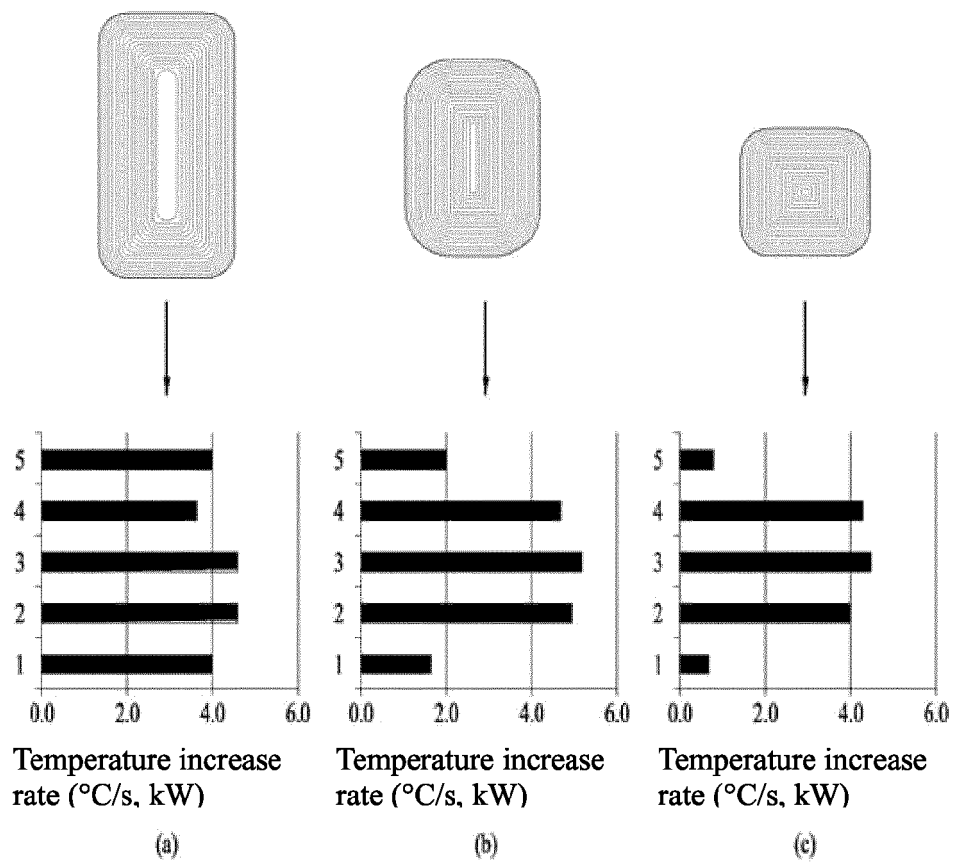 5
4
3
2
1
0.0 2.0 4.0 6.0
Temperature increase
rate (°C/s, kW)
(a)
5
4
3
2
1
0.0 2.0 4.0 6.0
Temperature increase
rate (°C/s, kW)
(b)
5
4
3
2
1
0.0 2.0 4.0 6.0
Temperature increase
rate (°C/s, kW)
(c)